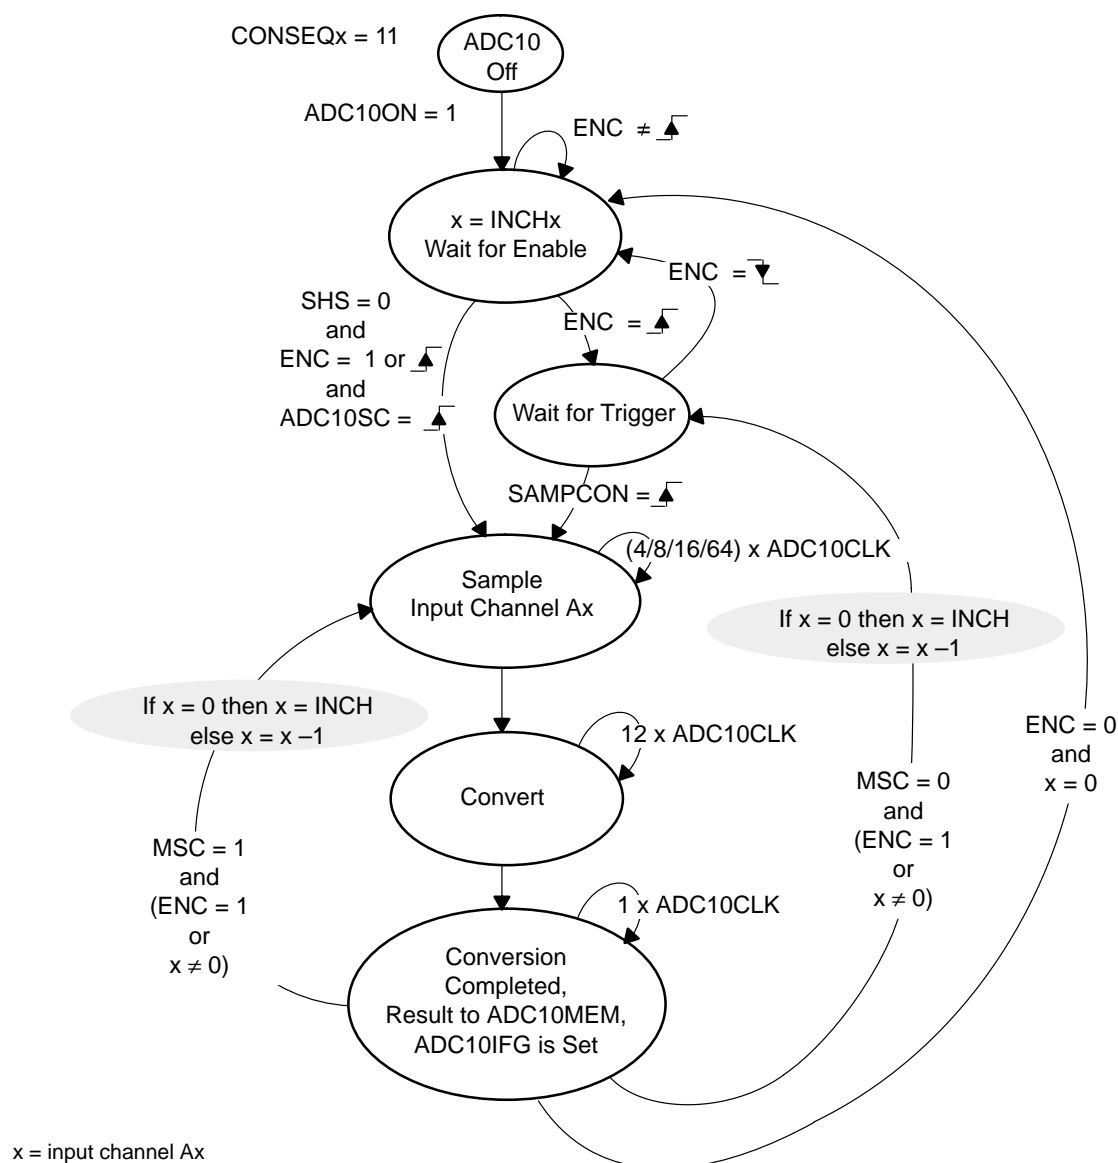 CONSEQx = 11
ADC10
Off
ADC10ON = 1
ENC ≠
x = INCHx
Wait for Enable
ENC =
SHS = 0
and
ENC = 1 or
and
ADC10SC =
ENC =
Wait for Trigger
SAMPCON =
(4/8/16/64) x ADC10CLK
Sample
Input Channel Ax
If x = 0 then x = INCH
else x = x –1
If x = 0 then x = INCH
else x = x –1
12 x ADC10CLK
Convert
ENC = 0
and
x = 0
MSC = 0
and
(ENC = 1
or
x ≠ 0)
MSC = 1
and
(ENC = 1
or
x ≠ 0)
1 x ADC10CLK
Conversion
Completed,
Result to ADC10MEM,
ADC10IFG is Set
x = input channel Ax